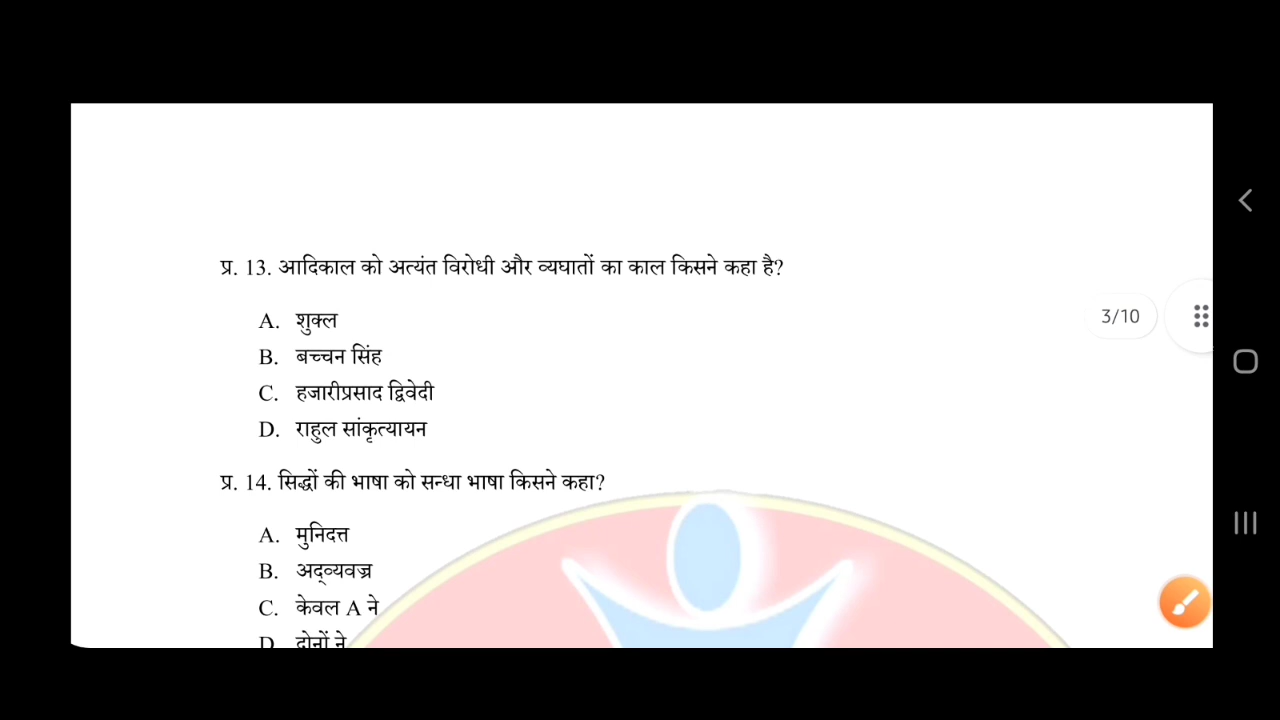 प्र. 13. आदिकाल को अत्यंत विरोधी और व्यघातों का काल किसने कहा है?
A. शुक्ल
B. बच्चन सिंह
C. हजारीप्रसाद द्विवेदी
D. राहुल सांकृत्यायन
3/10
प्र. 14. सिद्धों की भाषा को सन्धा भाषा किसने कहा?
A. मुनिदत्त
B. अद्व्यवज्र
C. केवल A ने
D. दोनों ने